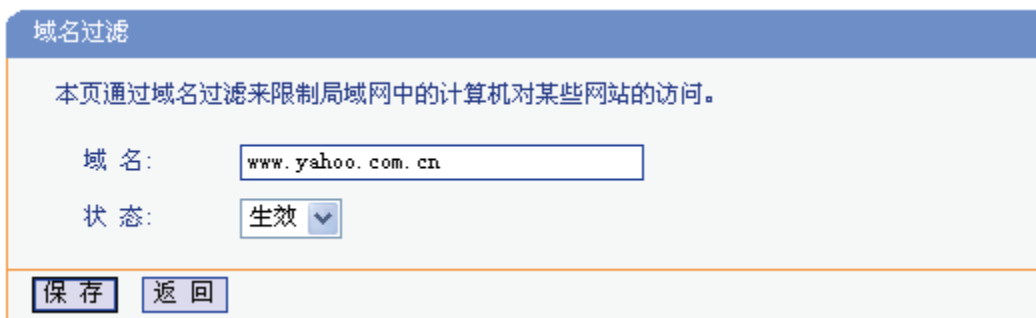 域名过滤
本页通过域名过滤来限制局域网中的计算机对某些网站的访问。
域 名: www.yahoo.com.cn
状 态: 生效
保 存 返 回